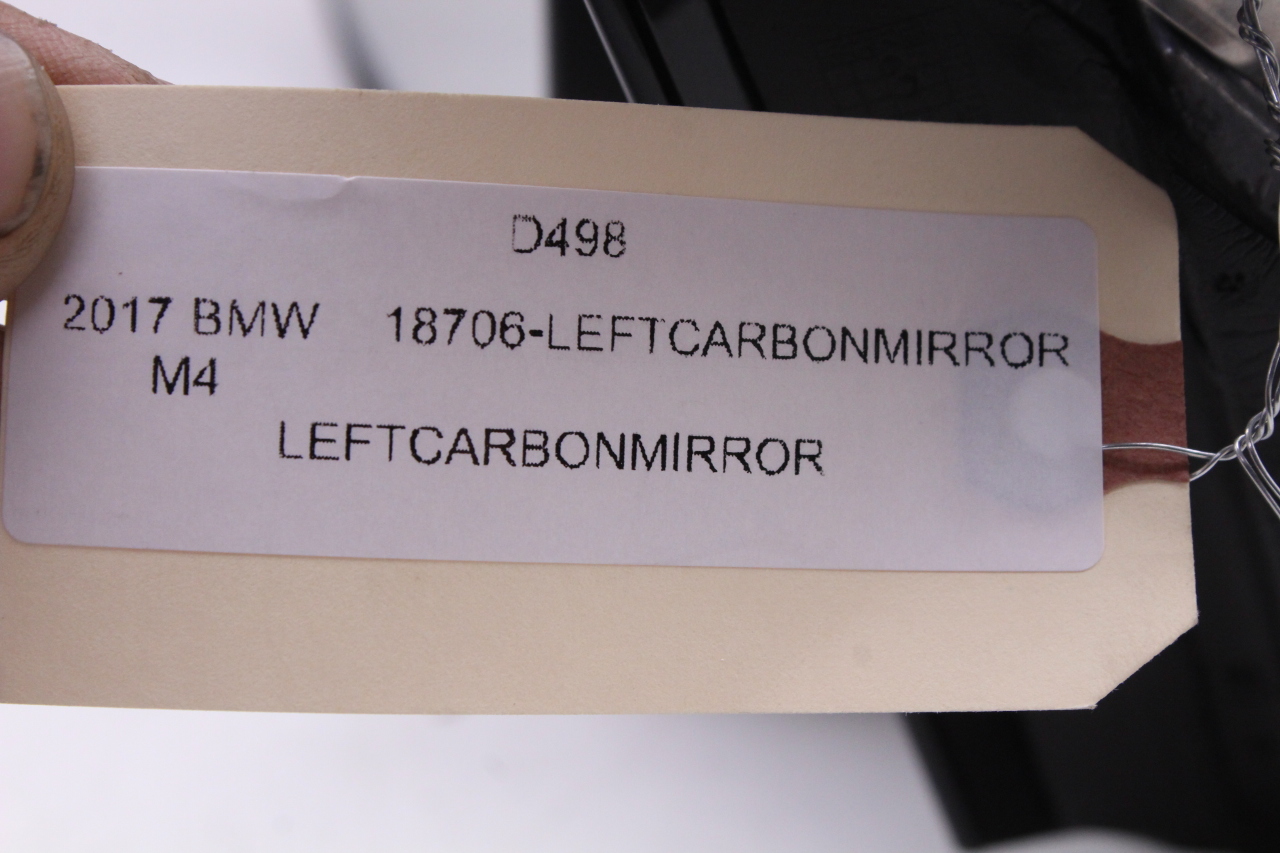 D498
2017 BMW 18706-LEFTCARBONMIRROR
M4
LEFTCARBONMIRROR